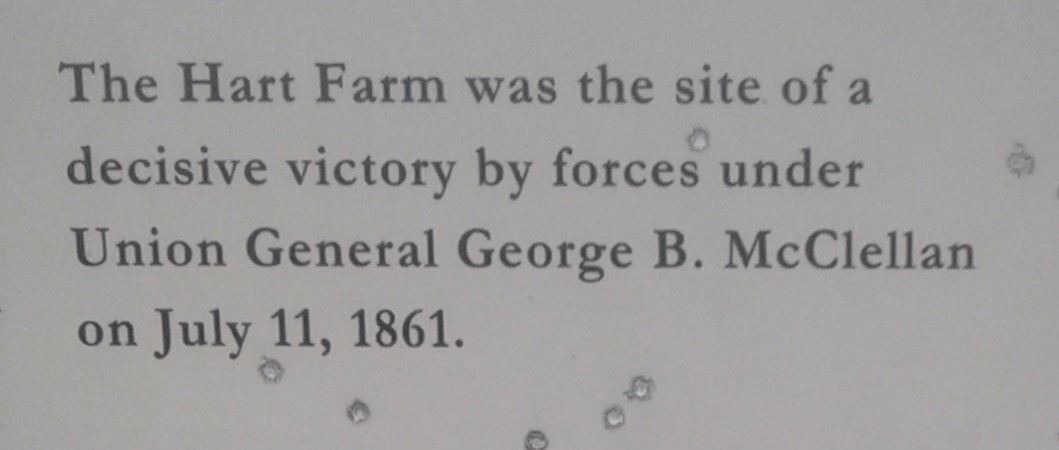 The Hart Farm was the site of a
decisive victory by forces under
Union General George B. McClellan
on July 11, 1861.